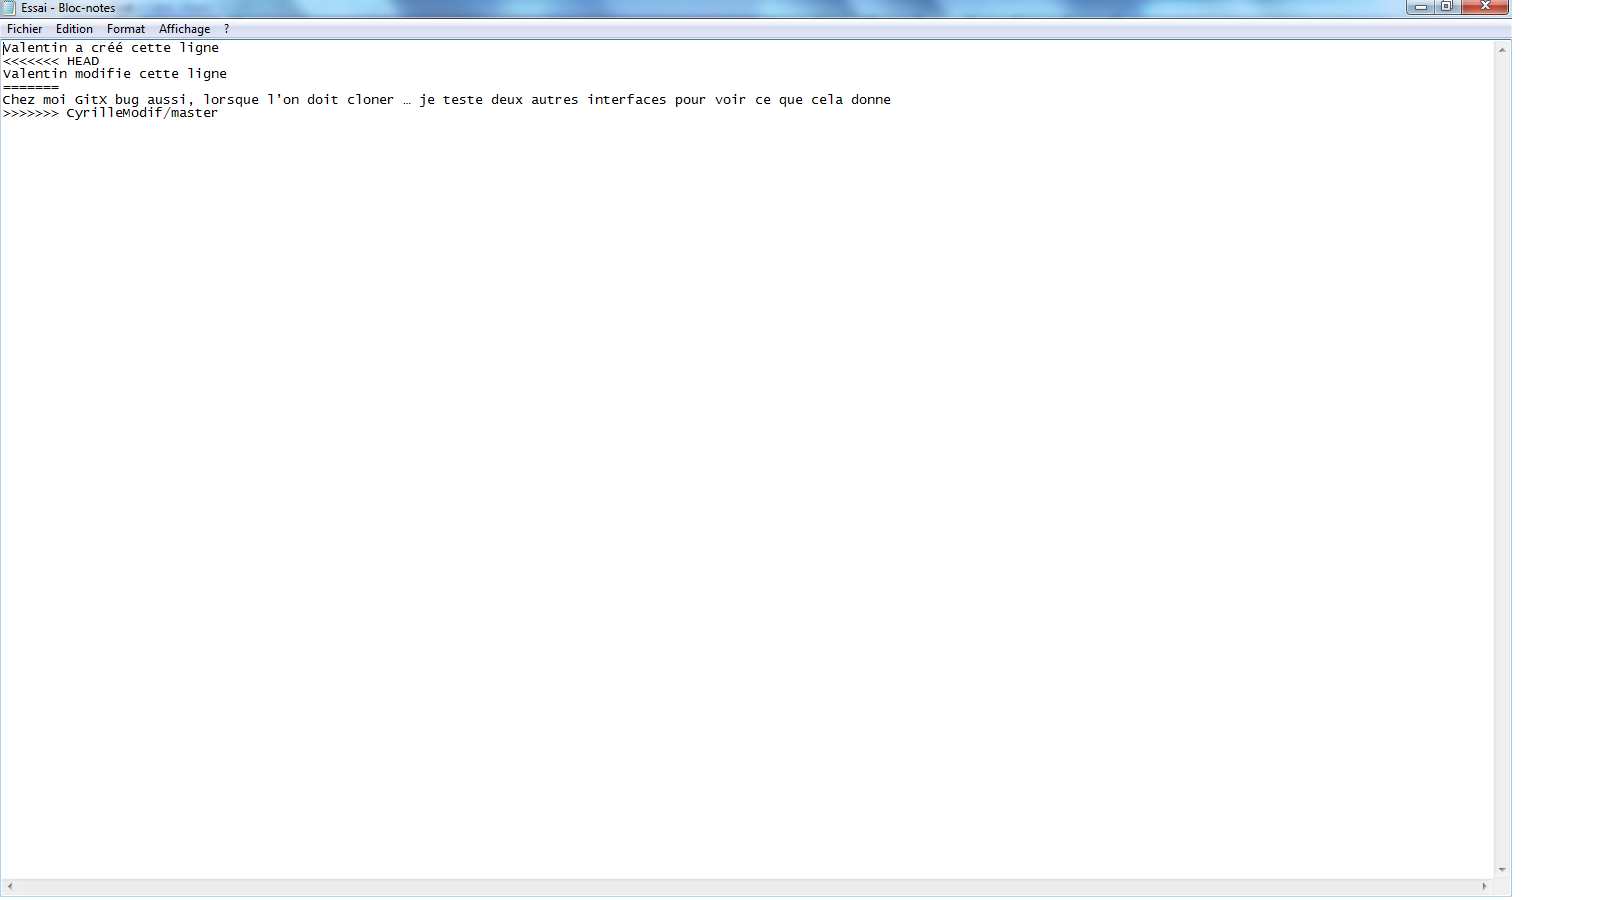 Essai - Bloc-notes
Fichier Edition Format Affichage ?
Valentin a créé cette ligne
<<<<<<< HEAD
Valentin modifie cette ligne
=======
Chez moi GitX bug aussi, lorsque l’on doit cloner … je teste deux autres interfaces pour voir ce que cela donne
>>>>>>> CyrilleModif/master